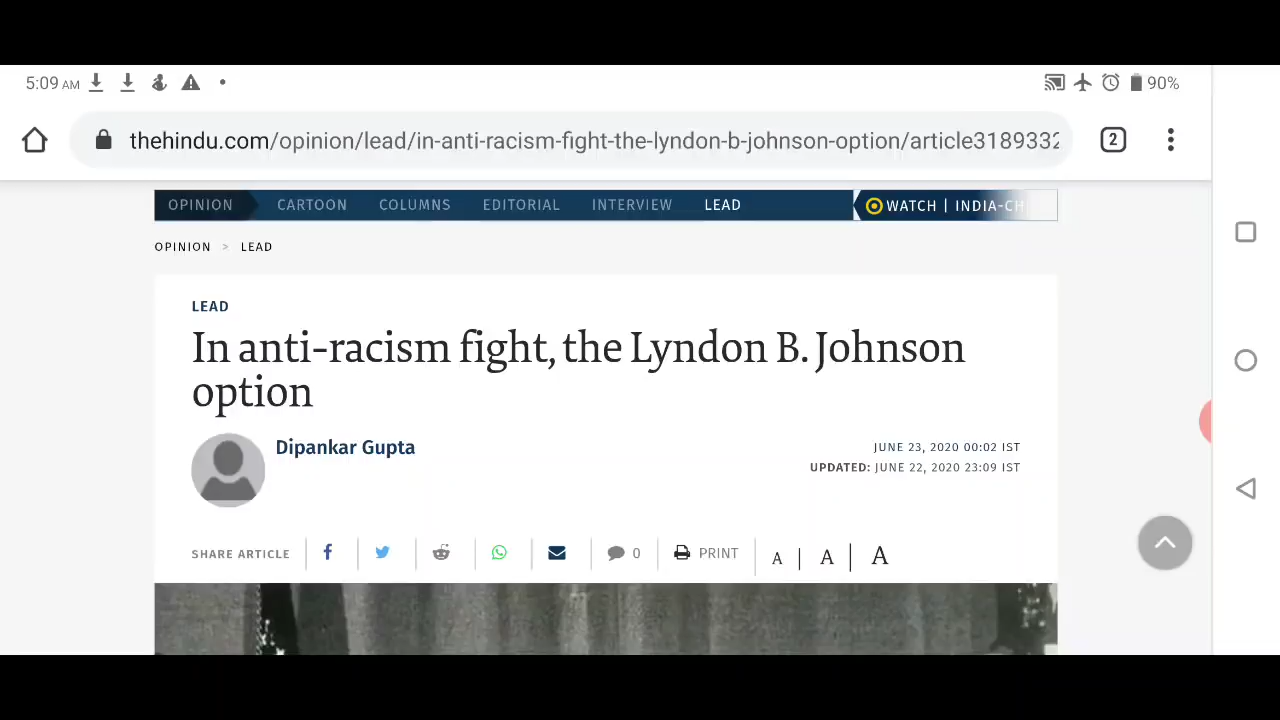 5:09 AM 90%
thehindu.com/opinion/lead/in-anti-racism-fight-the-lyndon-b-johnson-option/article3189332 2
OPINION CARTOON COLUMNS EDITORIAL INTERVIEW LEAD WATCH | INDIA-CH
OPINION > LEAD
LEAD
In anti-racism fight, the Lyndon B. Johnson
option
Dipankar Gupta
JUNE 23, 2020 00:02 IST
UPDATED: JUNE 22, 2020 23:09 IST
SHARE ARTICLE 0 PRINT A | A | A